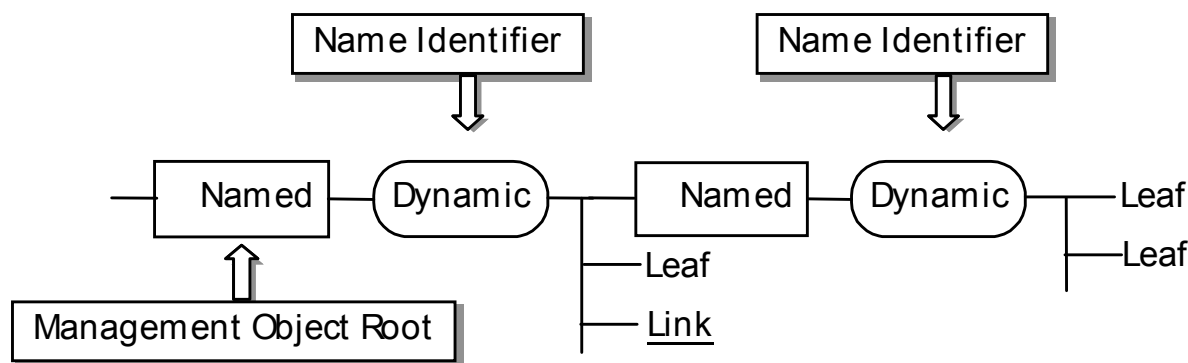 Name Identifier
Name Identifier
Named
Dynamic
Named
Dynamic
Leaf
Leaf
Leaf
Link
Management Object Root